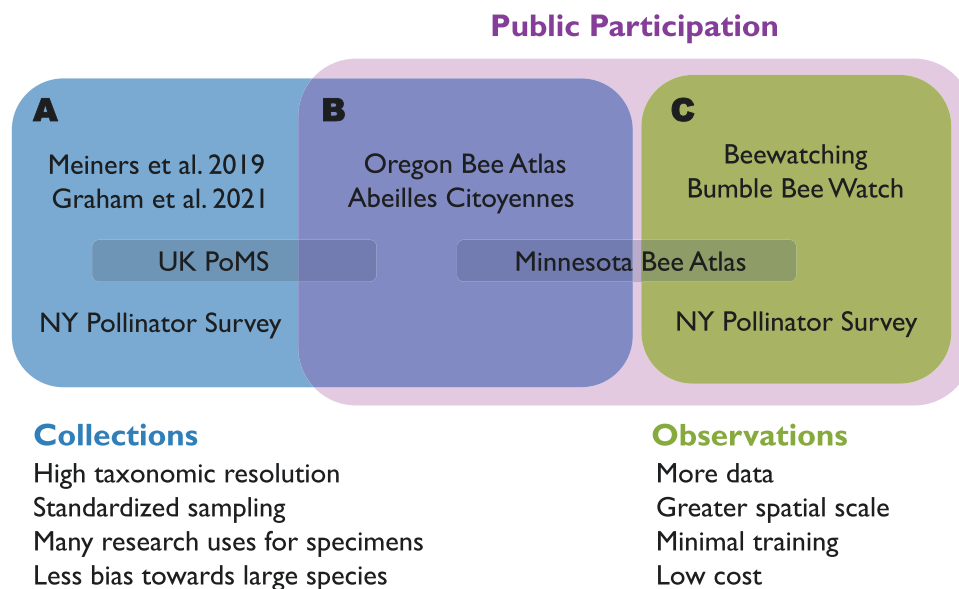 Public Participation
A
Meiners et al. 2019
Graham et al. 2021
UK PoMS
NY Pollinator Survey
B
Oregon Bee Atlas
Abeilles Citoyennes
Minnesota Bee Atlas
C
Beewatching
Bumble Bee Watch
NY Pollinator Survey
Collections
High taxonomic resolution
Standardized sampling
Many research uses for specimens
Less bias towards large species
Observations
More data
Greater spatial scale
Minimal training
Low cost